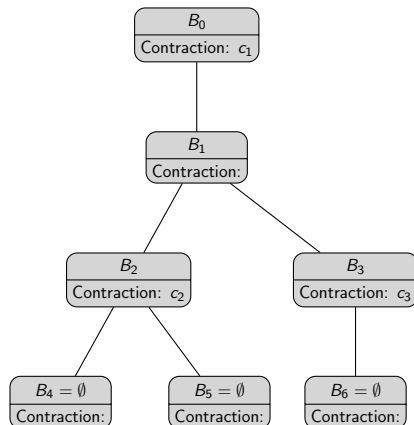 B₀
Contraction: c₁
B₁
Contraction:
B₂
Contraction: c₂
B₃
Contraction: c₃
B₄ = ∅
Contraction:
B₅ = ∅
Contraction:
B₆ = ∅
Contraction: